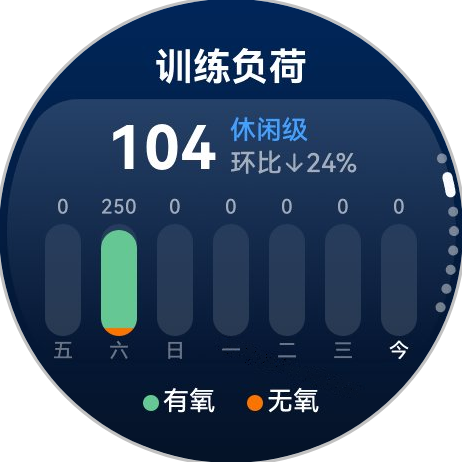 训练负荷
104 休闲级
环比↓24%
0 250 0 0 0 0 0
五 六 日 一 二 三 今
有氧 无氧